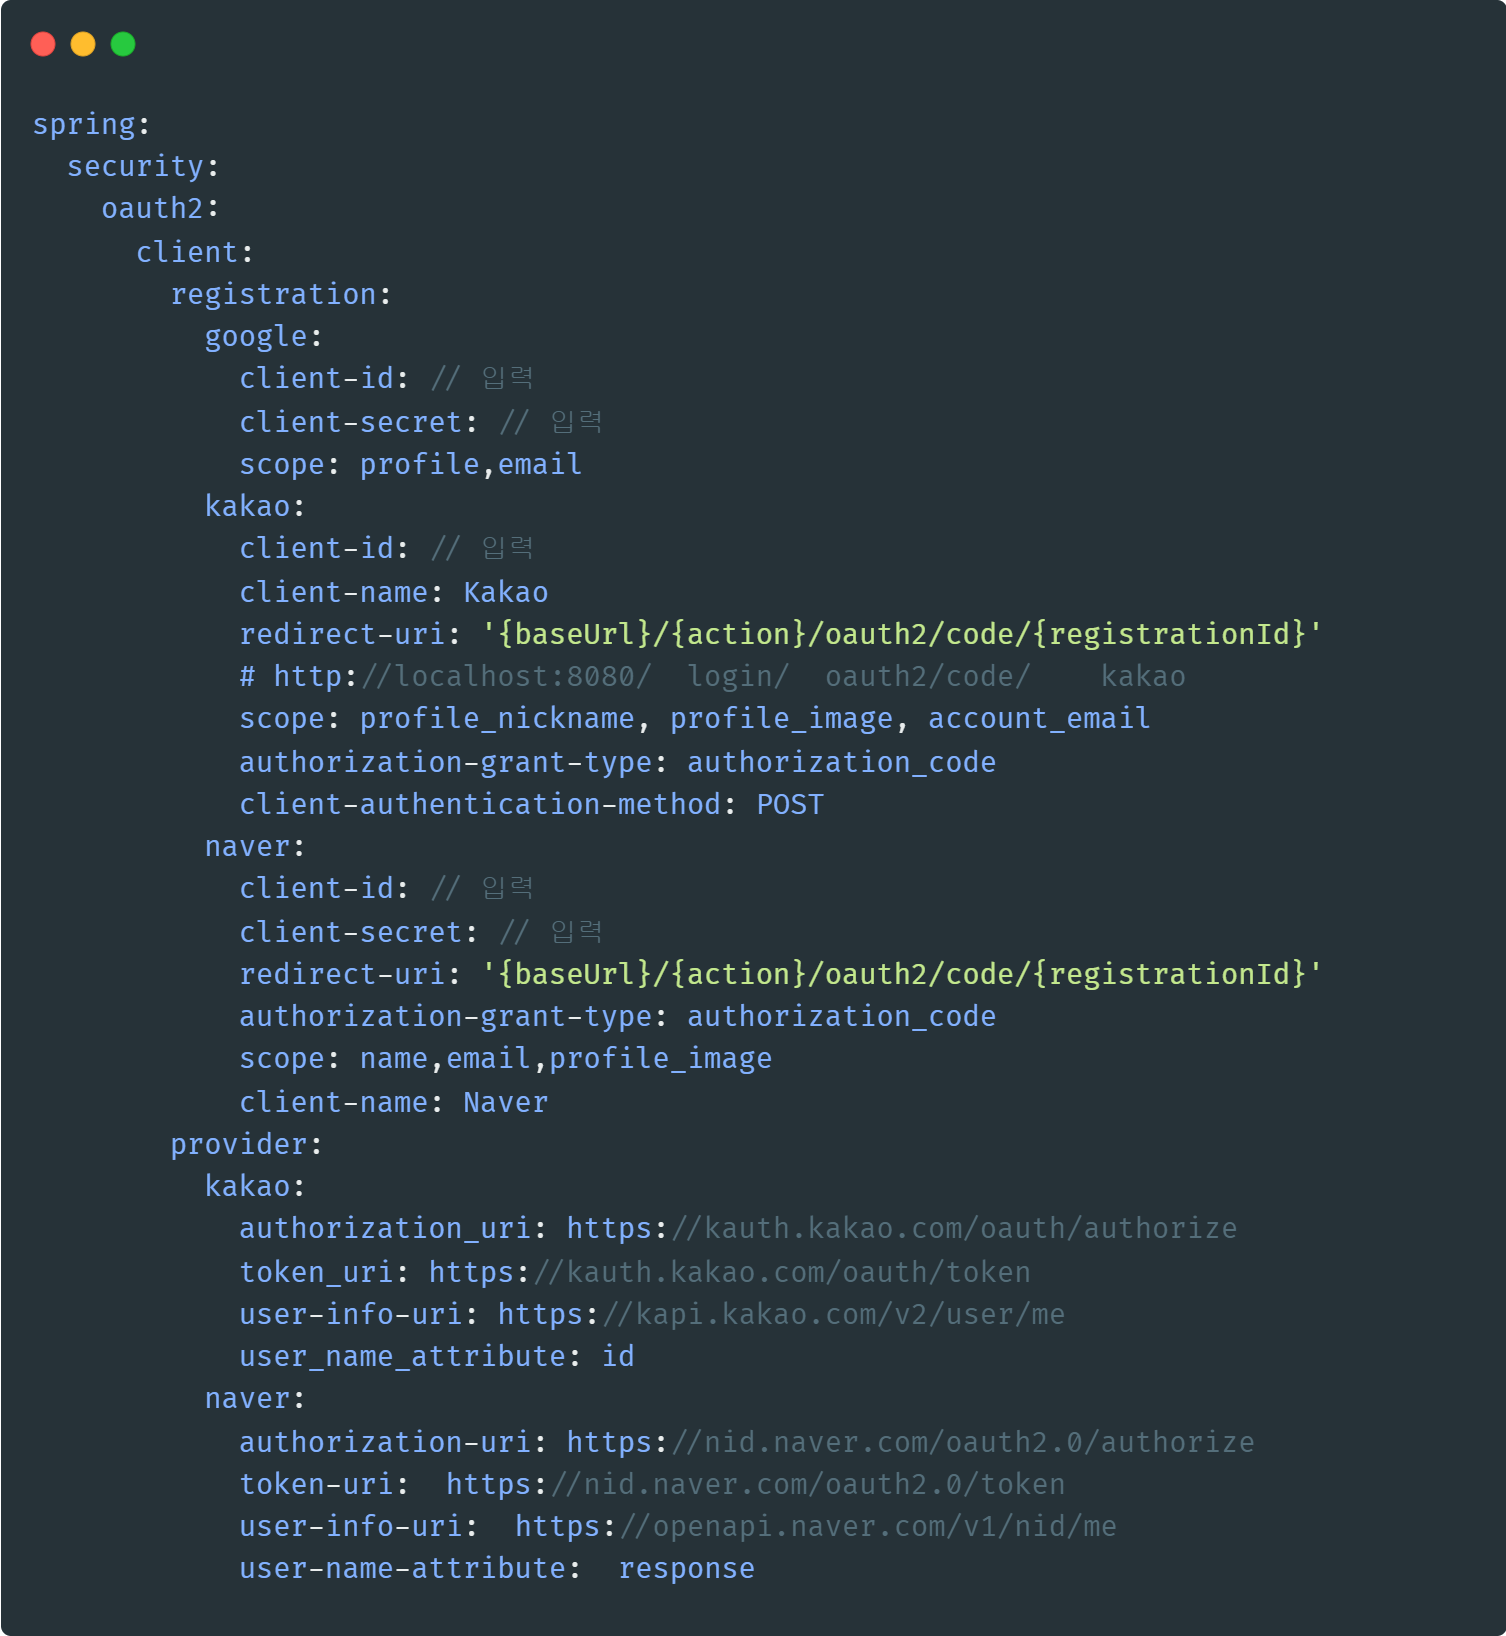 spring:
  security:
    oauth2:
      client:
        registration:
          google:
            client-id: // 입력
            client-secret: // 입력
            scope: profile,email
          kakao:
            client-id: // 입력
            client-name: Kakao
            redirect-uri: '{baseUrl}/{action}/oauth2/code/{registrationId}'
            # http://localhost:8080/  login/  oauth2/code/    kakao
            scope: profile_nickname, profile_image, account_email
            authorization-grant-type: authorization_code
            client-authentication-method: POST
          naver:
            client-id: // 입력
            client-secret: // 입력
            redirect-uri: '{baseUrl}/{action}/oauth2/code/{registrationId}'
            authorization-grant-type: authorization_code
            scope: name,email,profile_image
            client-name: Naver
        provider:
          kakao:
            authorization_uri: https://kauth.kakao.com/oauth/authorize
            token_uri: https://kauth.kakao.com/oauth/token
            user-info-uri: https://kapi.kakao.com/v2/user/me
            user_name_attribute: id
          naver:
            authorization-uri: https://nid.naver.com/oauth2.0/authorize
            token-uri:  https://nid.naver.com/oauth2.0/token
            user-info-uri:  https://openapi.naver.com/v1/nid/me
            user-name-attribute:  response